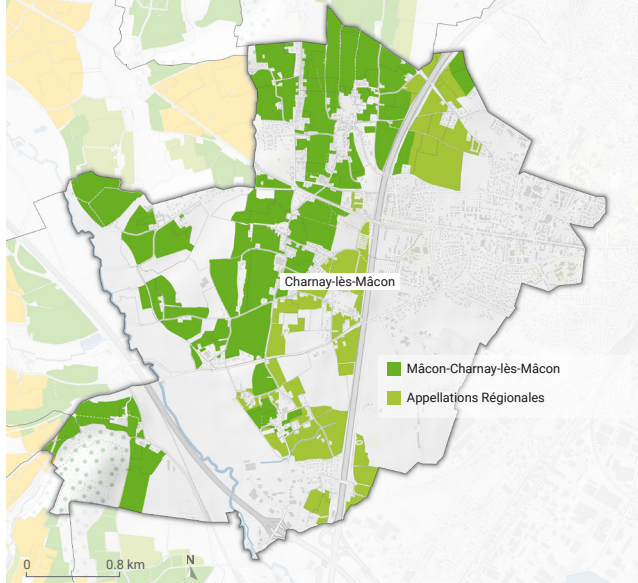 Charnay-lès-Mâcon
Mâcon-Charnay-lès-Mâcon
Appellations Régionales
0 0.8 km
N